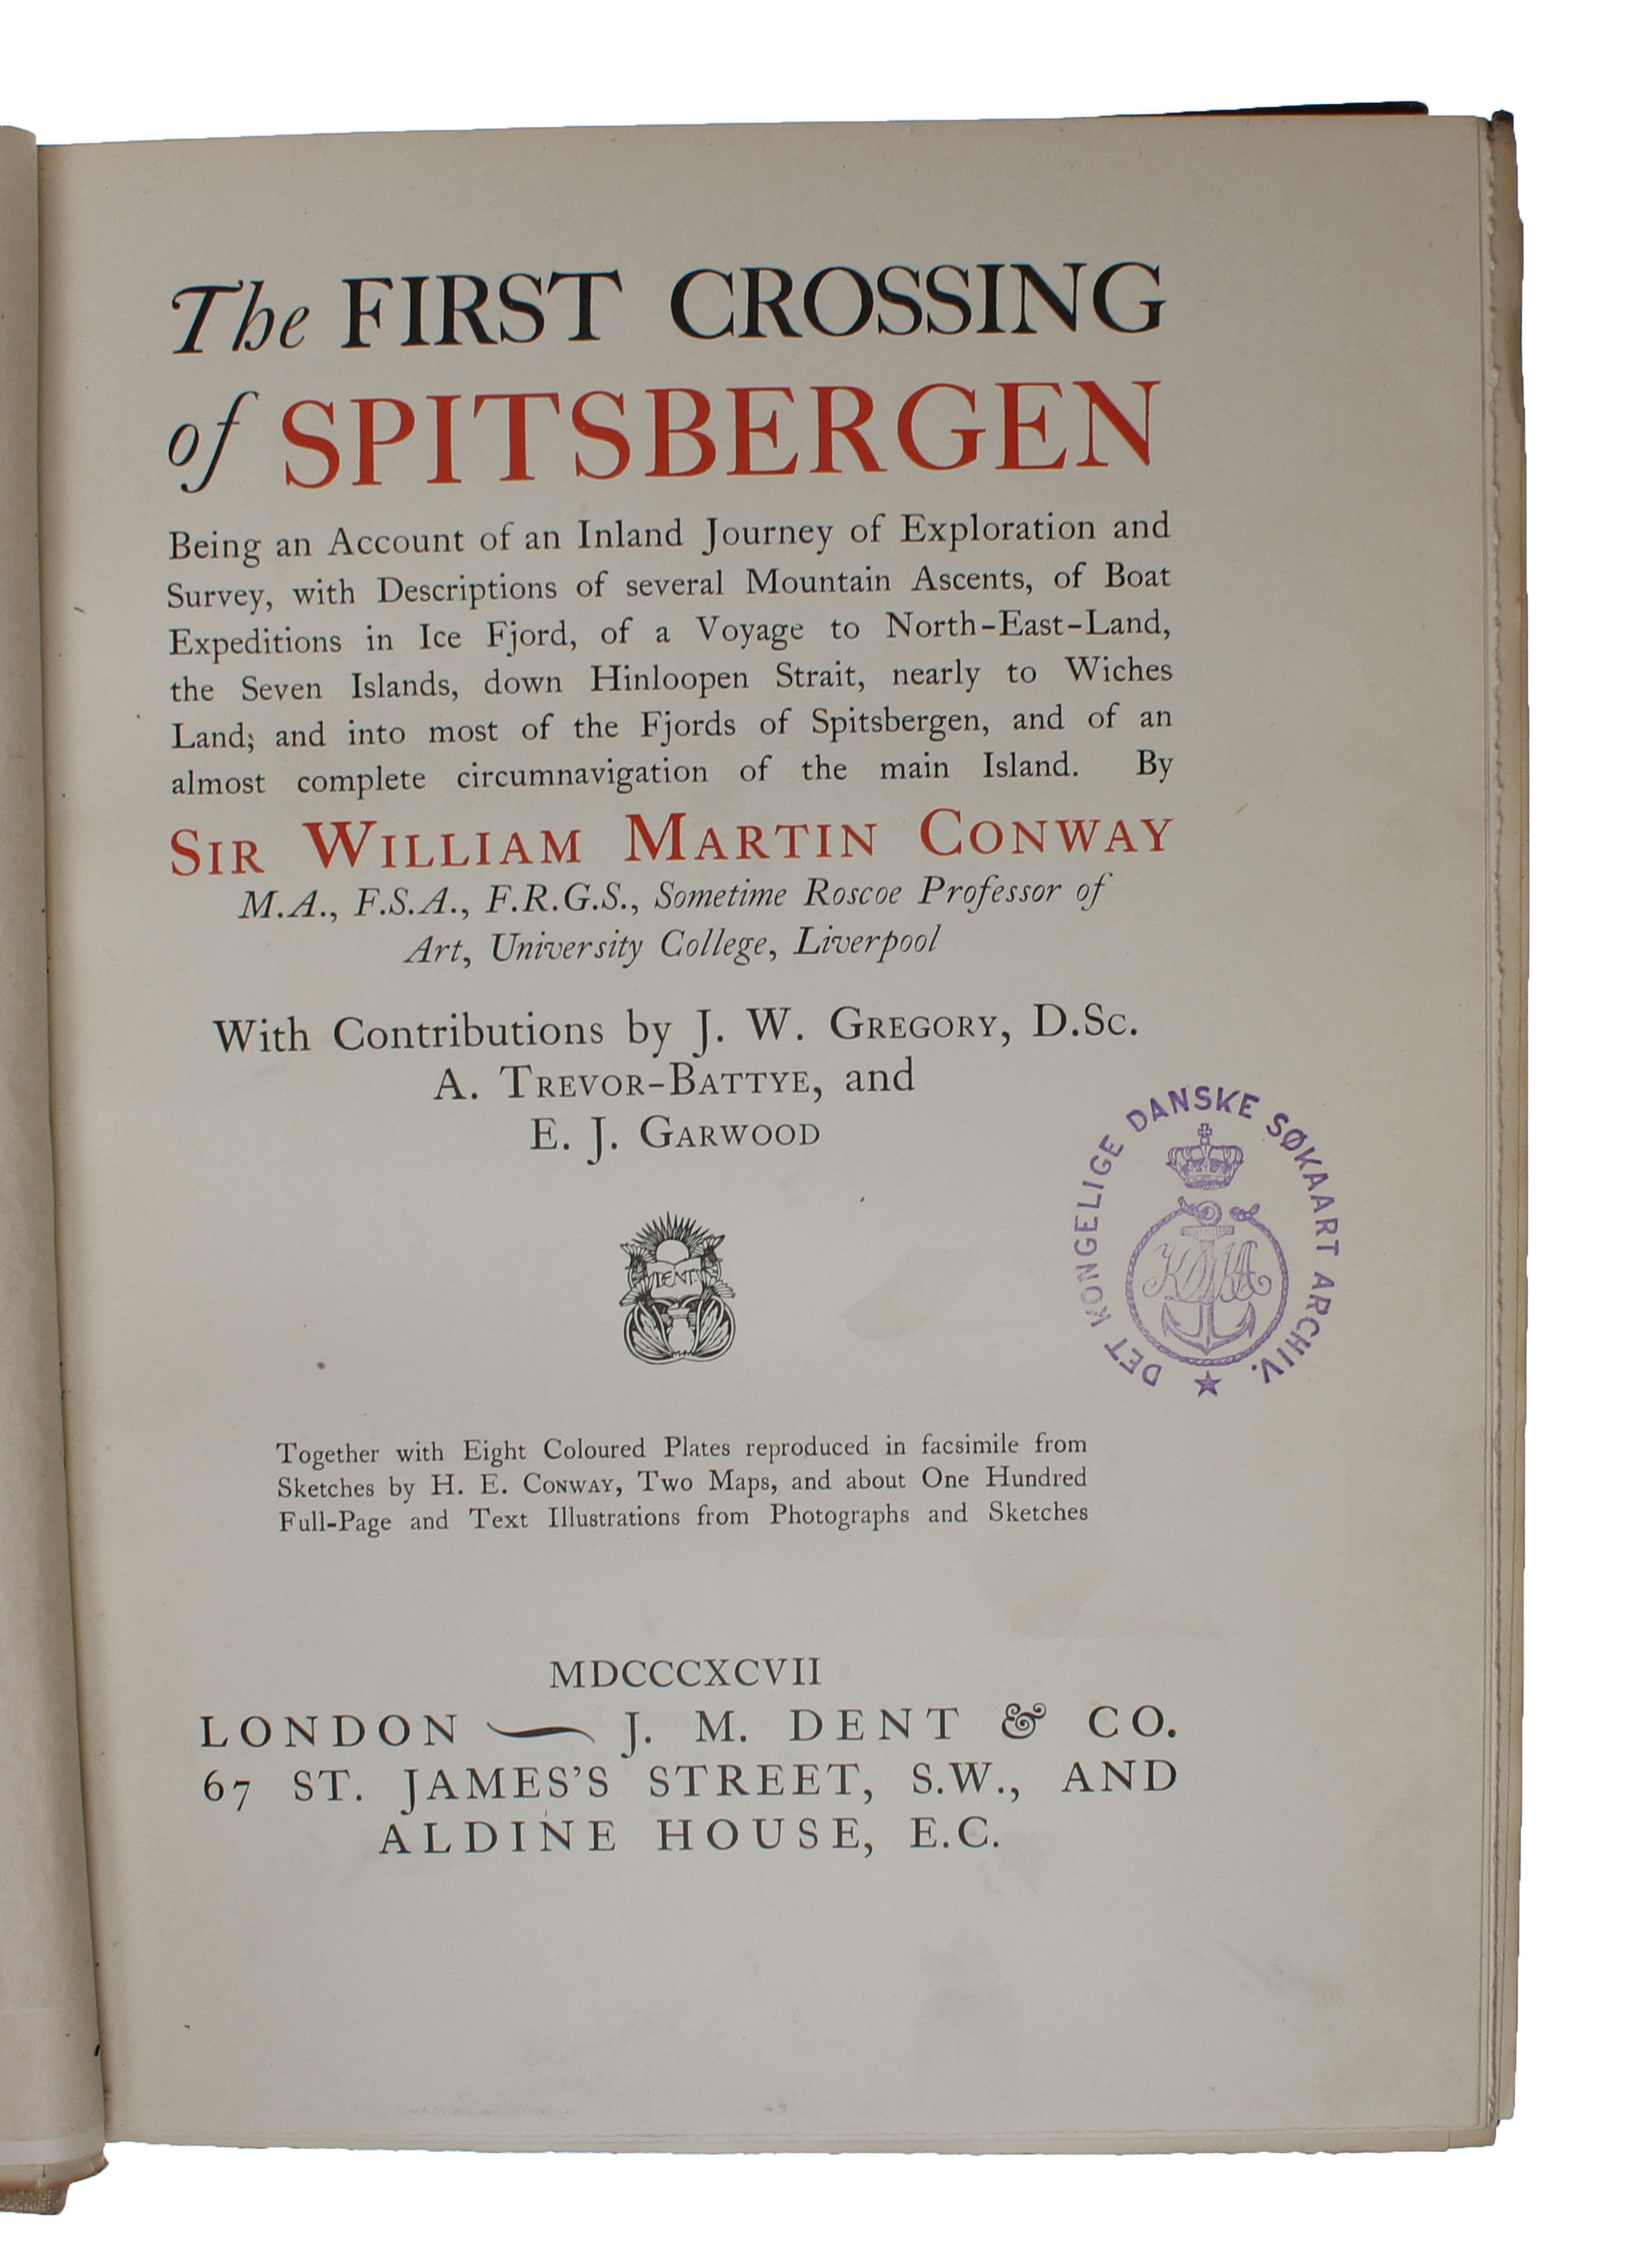 The FIRST CROSSING
of SPITSBERGEN
Being an Account of an Inland Journey of Exploration and
Survey, with Descriptions of several Mountain Ascents, of Boat
Expeditions in Ice Fjord, of a Voyage to North-East-Land,
the Seven Islands, down Hinloopen Strait, nearly to Wiches
Land; and into most of the Fjords of Spitsbergen, and of an
almost complete circumnavigation of the main Island. By
SIR WILLIAM MARTIN CONWAY
M.A., F.S.A., F.R.G.S., Sometime Roscoe Professor of
Art, University College, Liverpool
With Contributions by J. W. GREGORY, D.Sc.
A. TREVOR-BATTYE, and
E. J. GARWOOD
DET KONGELIGE DANSKE SØKAART ARCHIV.
DENT
Together with Eight Coloured Plates reproduced in facsimile from
Sketches by H. E. CONWAY, Two Maps, and about One Hundred
Full-Page and Text Illustrations from Photographs and Sketches
MDCCCXCVII
LONDON — J. M. DENT & CO.
67 ST. JAMES'S STREET, S.W., AND
ALDINE HOUSE, E.C.